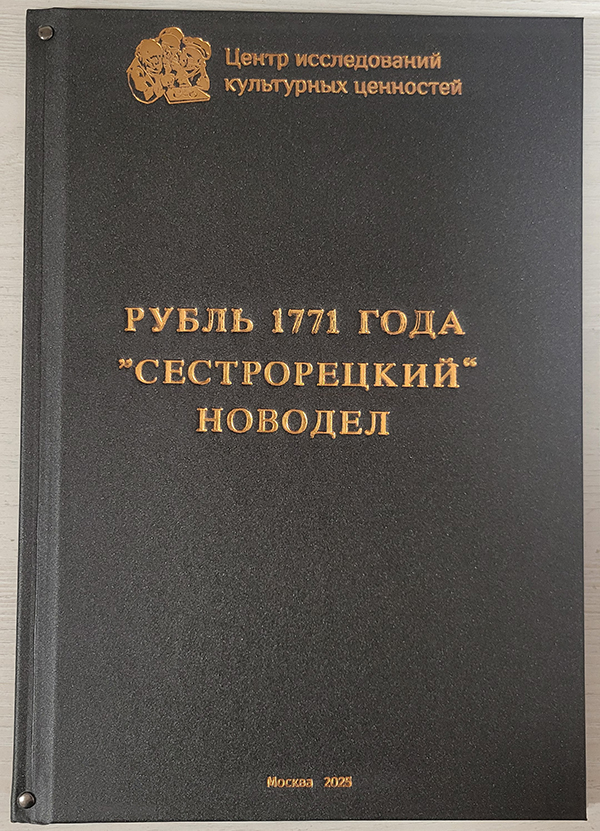 Центр исследований
культурных ценностей
РУБЛЬ 1771 ГОДА
”СЕСТРОРЕЦКИЙ“
НОВОДЕЛ
Москва 2025